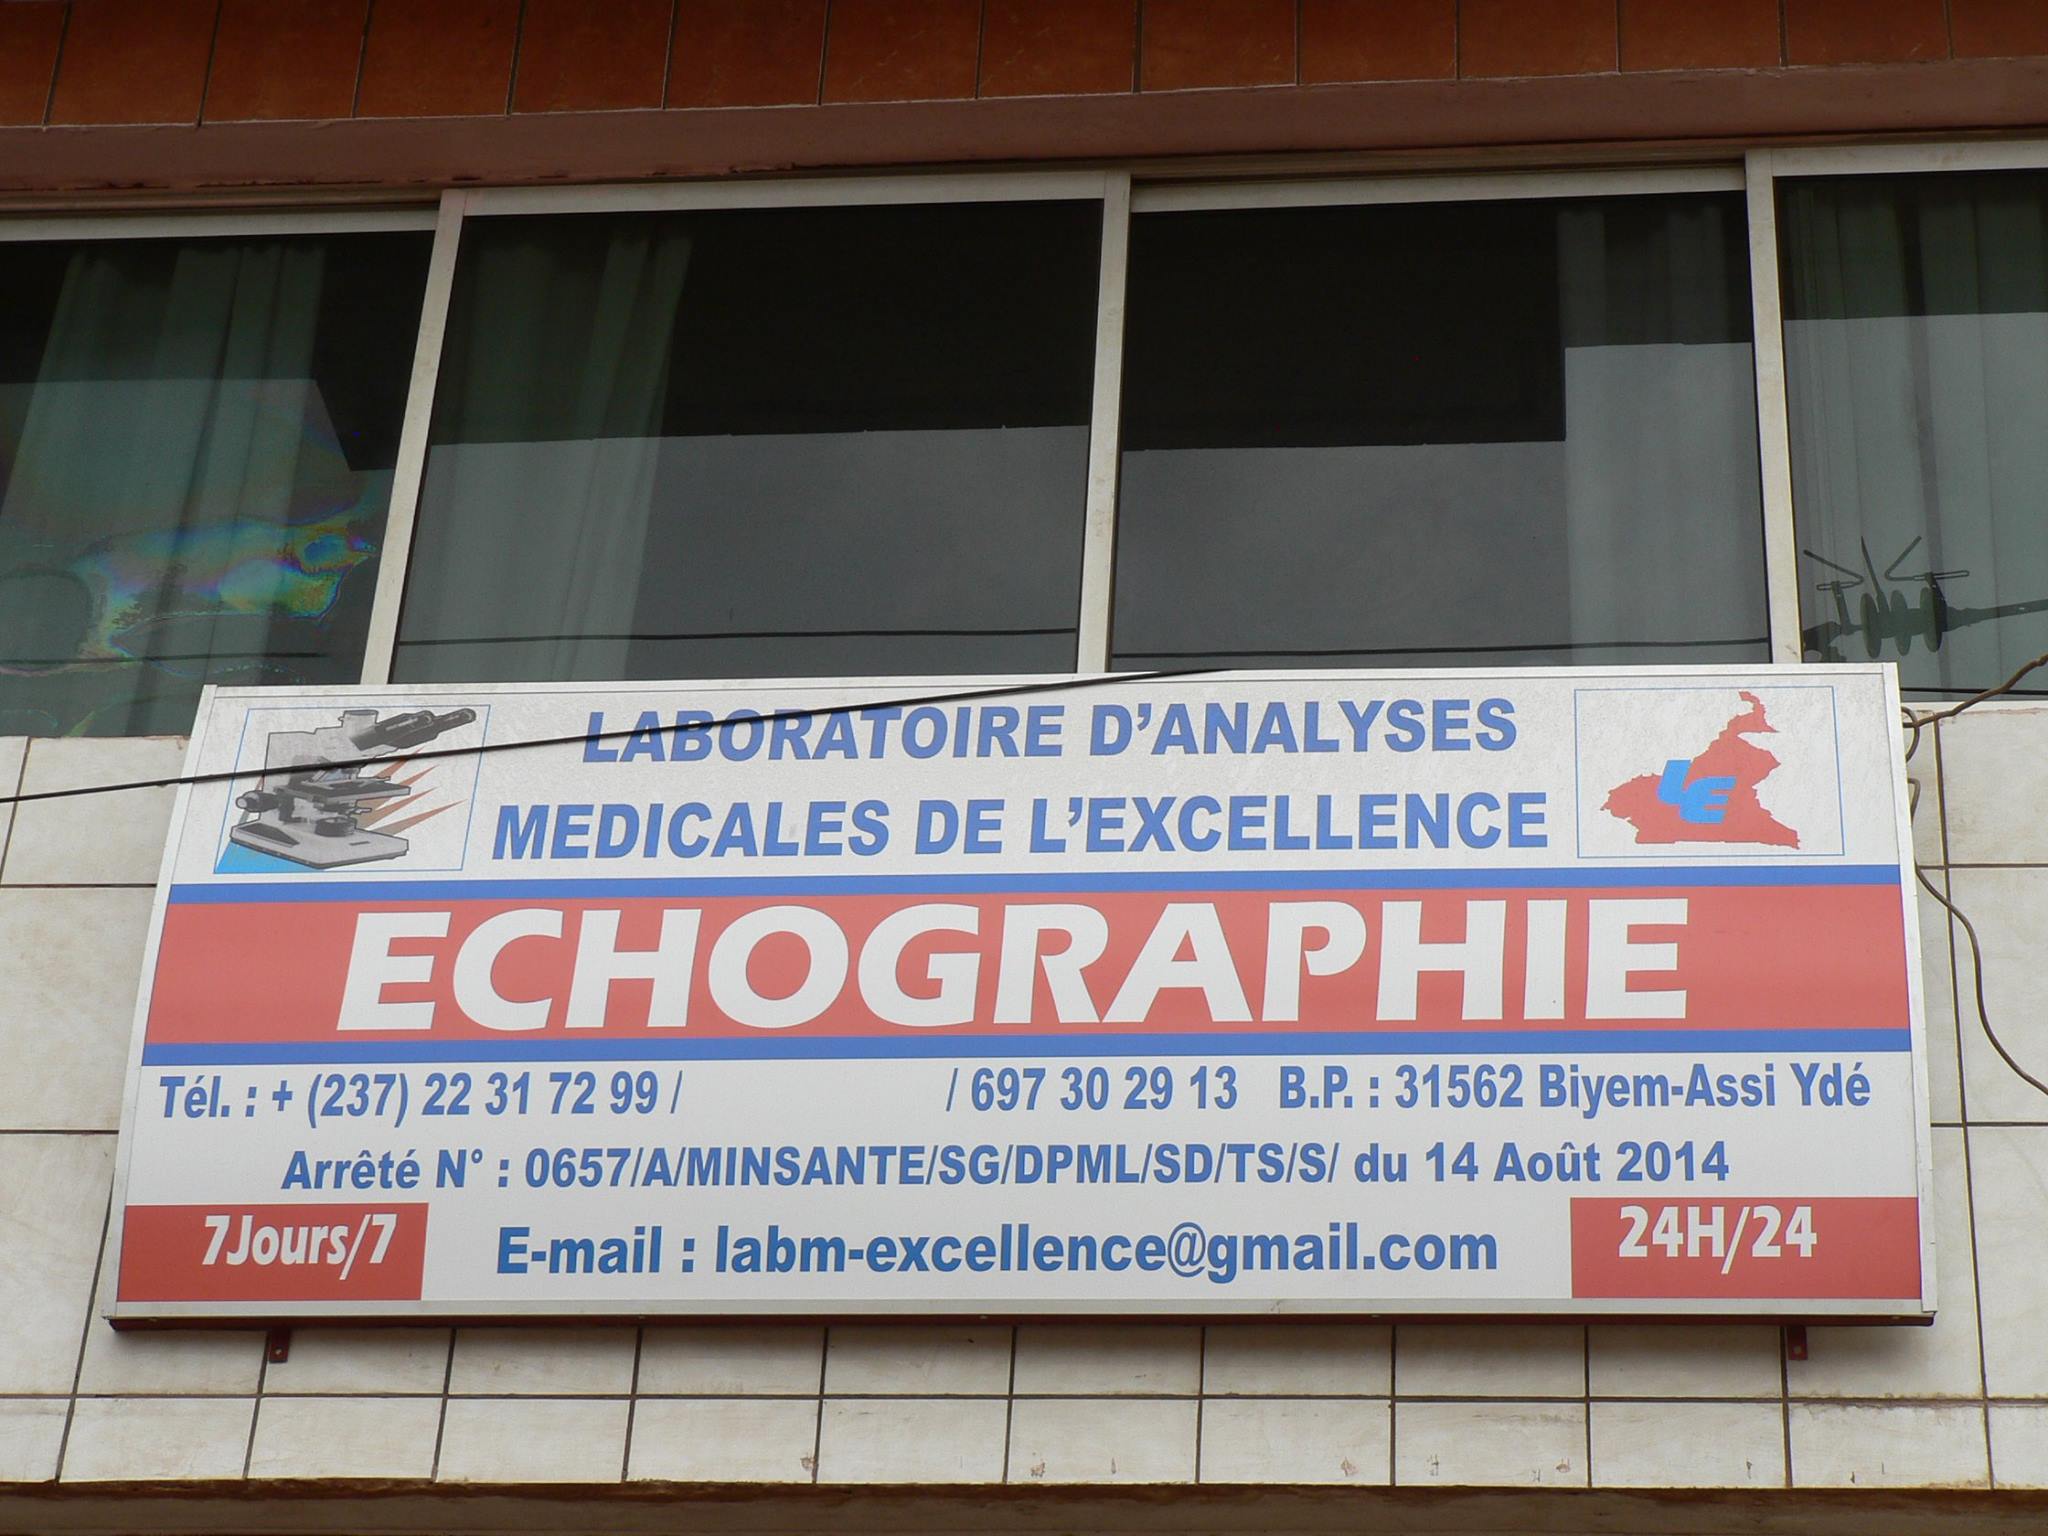 LABORATOIRE D'ANALYSES
MEDICALES DE L'EXCELLENCE
LE
ECHOGRAPHIE
Tél. : + (237) 22 31 72 99 / / 697 30 29 13 B.P. : 31562 Biyem-Assi Ydé
Arrêté N° : 0657/A/MINSANTE/SG/DPML/SD/TS/S/ du 14 Août 2014
7Jours/7
E-mail : labm-excellence@gmail.com
24H/24